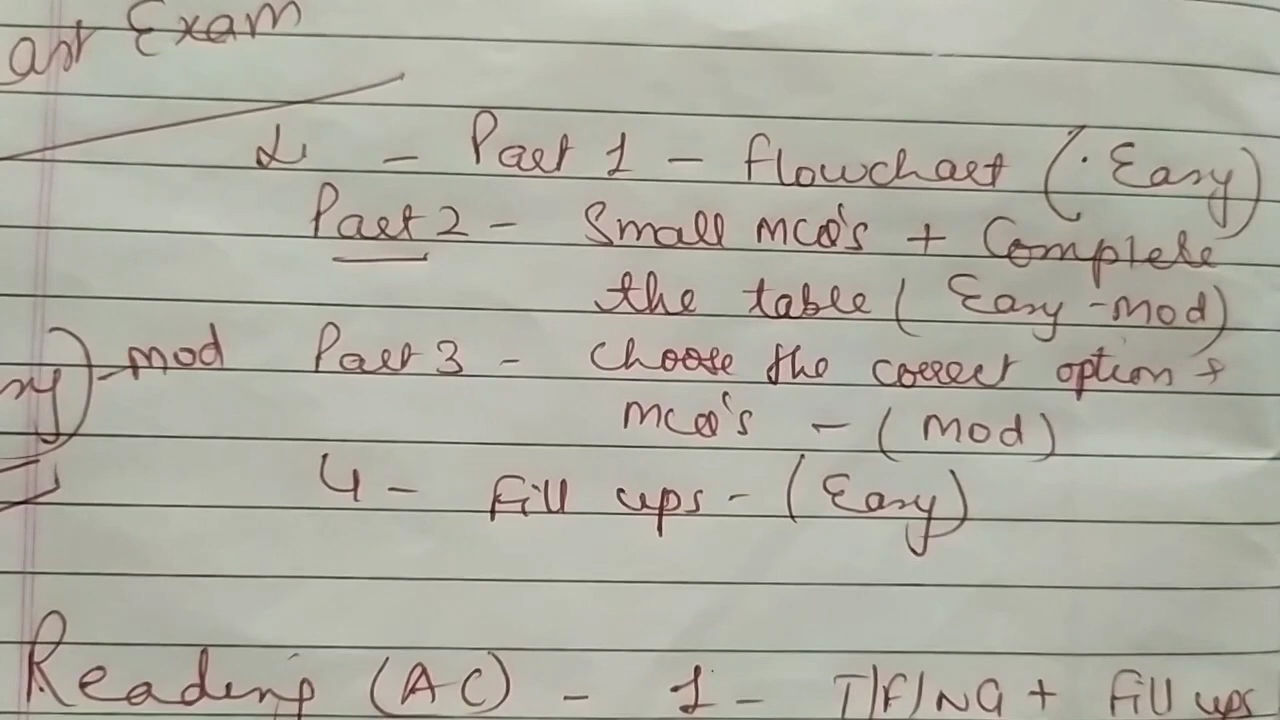 Exam
L - Part 1 - flowchart (. Easy)
Part 2 - Small MCQ's + Complete
the table ( Easy - Mod)
- mod Part 3 - Choose the correct option +
MCQ's - ( Mod )
4 - Fill ups - ( Easy )
Reading (AC) - 1 - T/F/NG + Fill ups